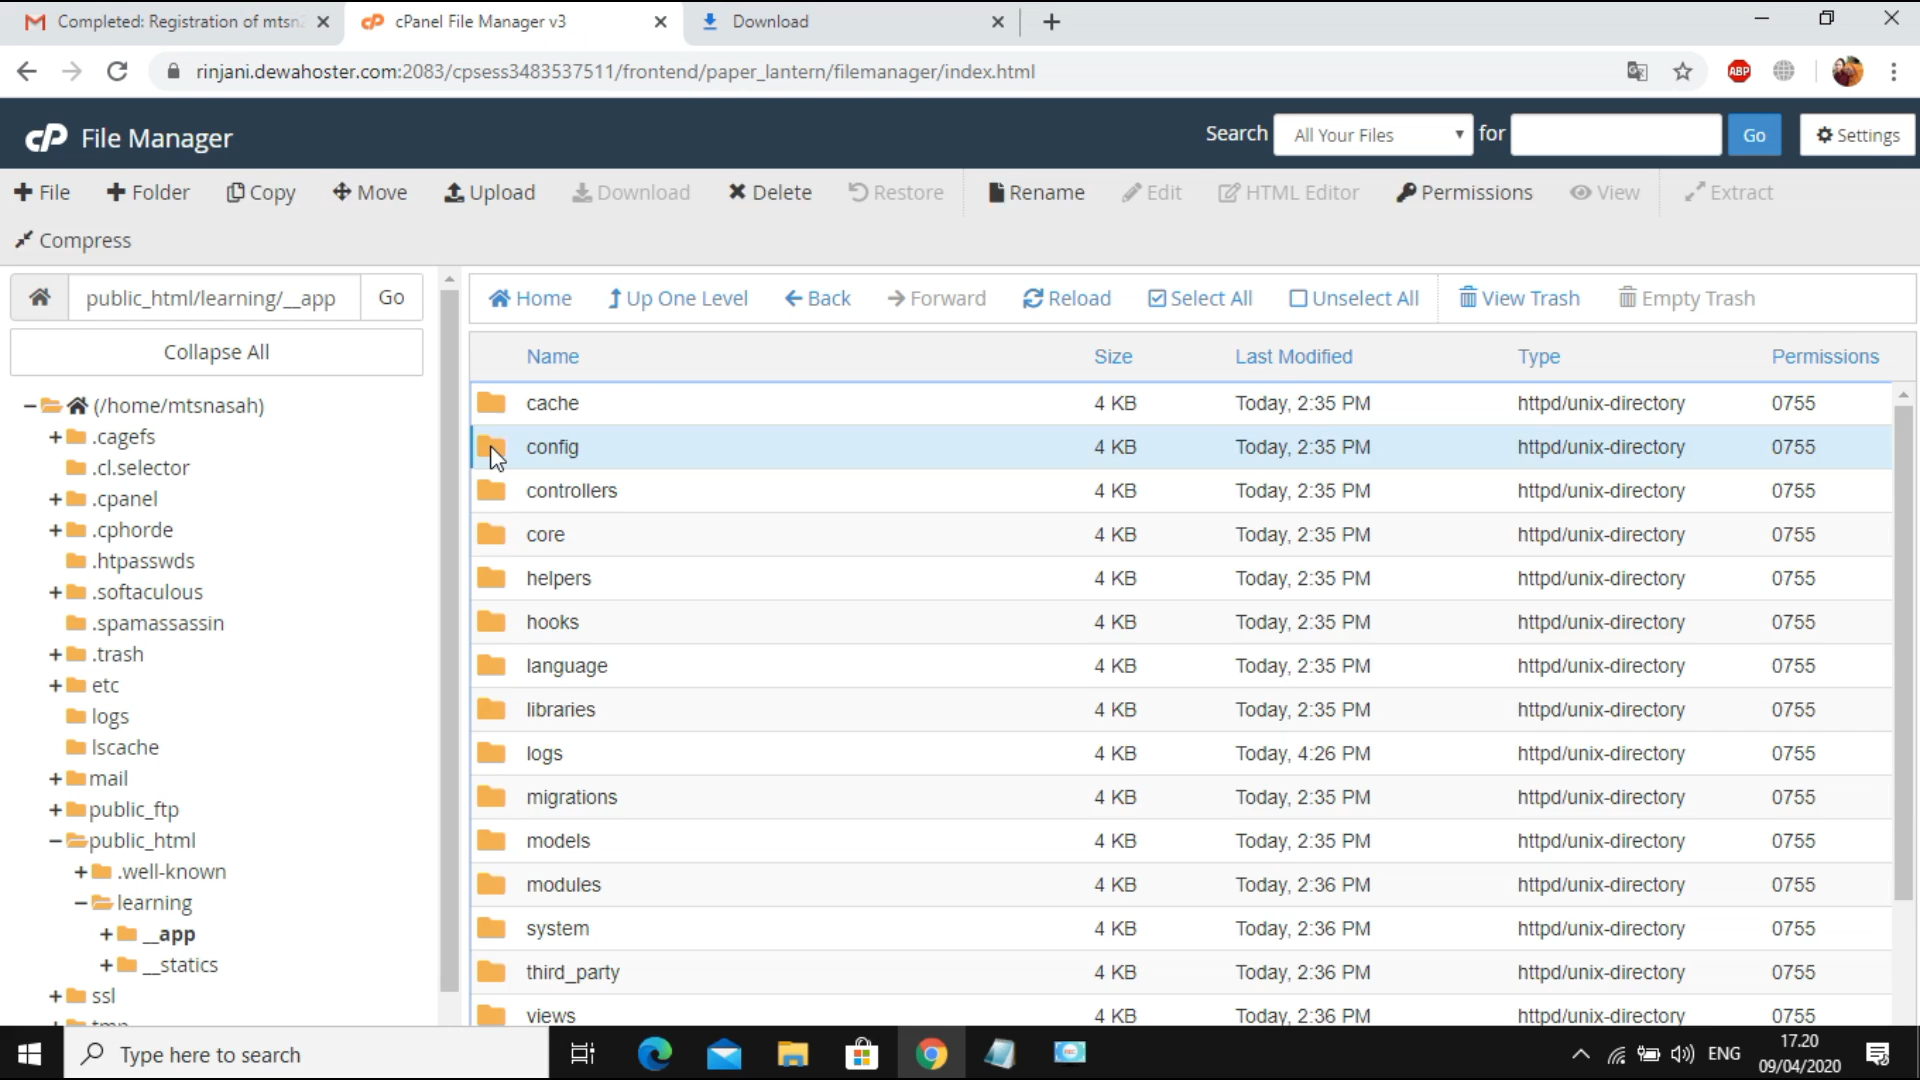 Completed: Registration of mtsn
cPanel File Manager v3
Download
rinjani.dewahoster.com:2083/cpsess3483537511/frontend/paper_lantern/filemanager/index.html
ABP
cP File Manager
Search All Your Files for Go Settings
File Folder Copy Move Upload Download Delete Restore Rename Edit HTML Editor Permissions View Extract
Compress
public_html/learning/__app Go
Home Up One Level Back Forward Reload Select All Unselect All View Trash Empty Trash
Collapse All
(/home/mtsnasah)
.cagefs
.cl.selector
.cpanel
.cphorde
.htpasswds
.softaculous
.spamassassin
.trash
etc
logs
lscache
mail
public_ftp
public_html
.well-known
learning
__app
__statics
ssl
tmp
Name Size Last Modified Type Permissions
cache 4 KB Today, 2:35 PM httpd/unix-directory 0755
config 4 KB Today, 2:35 PM httpd/unix-directory 0755
controllers 4 KB Today, 2:35 PM httpd/unix-directory 0755
core 4 KB Today, 2:35 PM httpd/unix-directory 0755
helpers 4 KB Today, 2:35 PM httpd/unix-directory 0755
hooks 4 KB Today, 2:35 PM httpd/unix-directory 0755
language 4 KB Today, 2:35 PM httpd/unix-directory 0755
libraries 4 KB Today, 2:35 PM httpd/unix-directory 0755
logs 4 KB Today, 4:26 PM httpd/unix-directory 0755
migrations 4 KB Today, 2:35 PM httpd/unix-directory 0755
models 4 KB Today, 2:35 PM httpd/unix-directory 0755
modules 4 KB Today, 2:36 PM httpd/unix-directory 0755
system 4 KB Today, 2:36 PM httpd/unix-directory 0755
third_party 4 KB Today, 2:36 PM httpd/unix-directory 0755
views 4 KB Today, 2:36 PM httpd/unix-directory 0755
Type here to search
ENG
17.20
09/04/2020